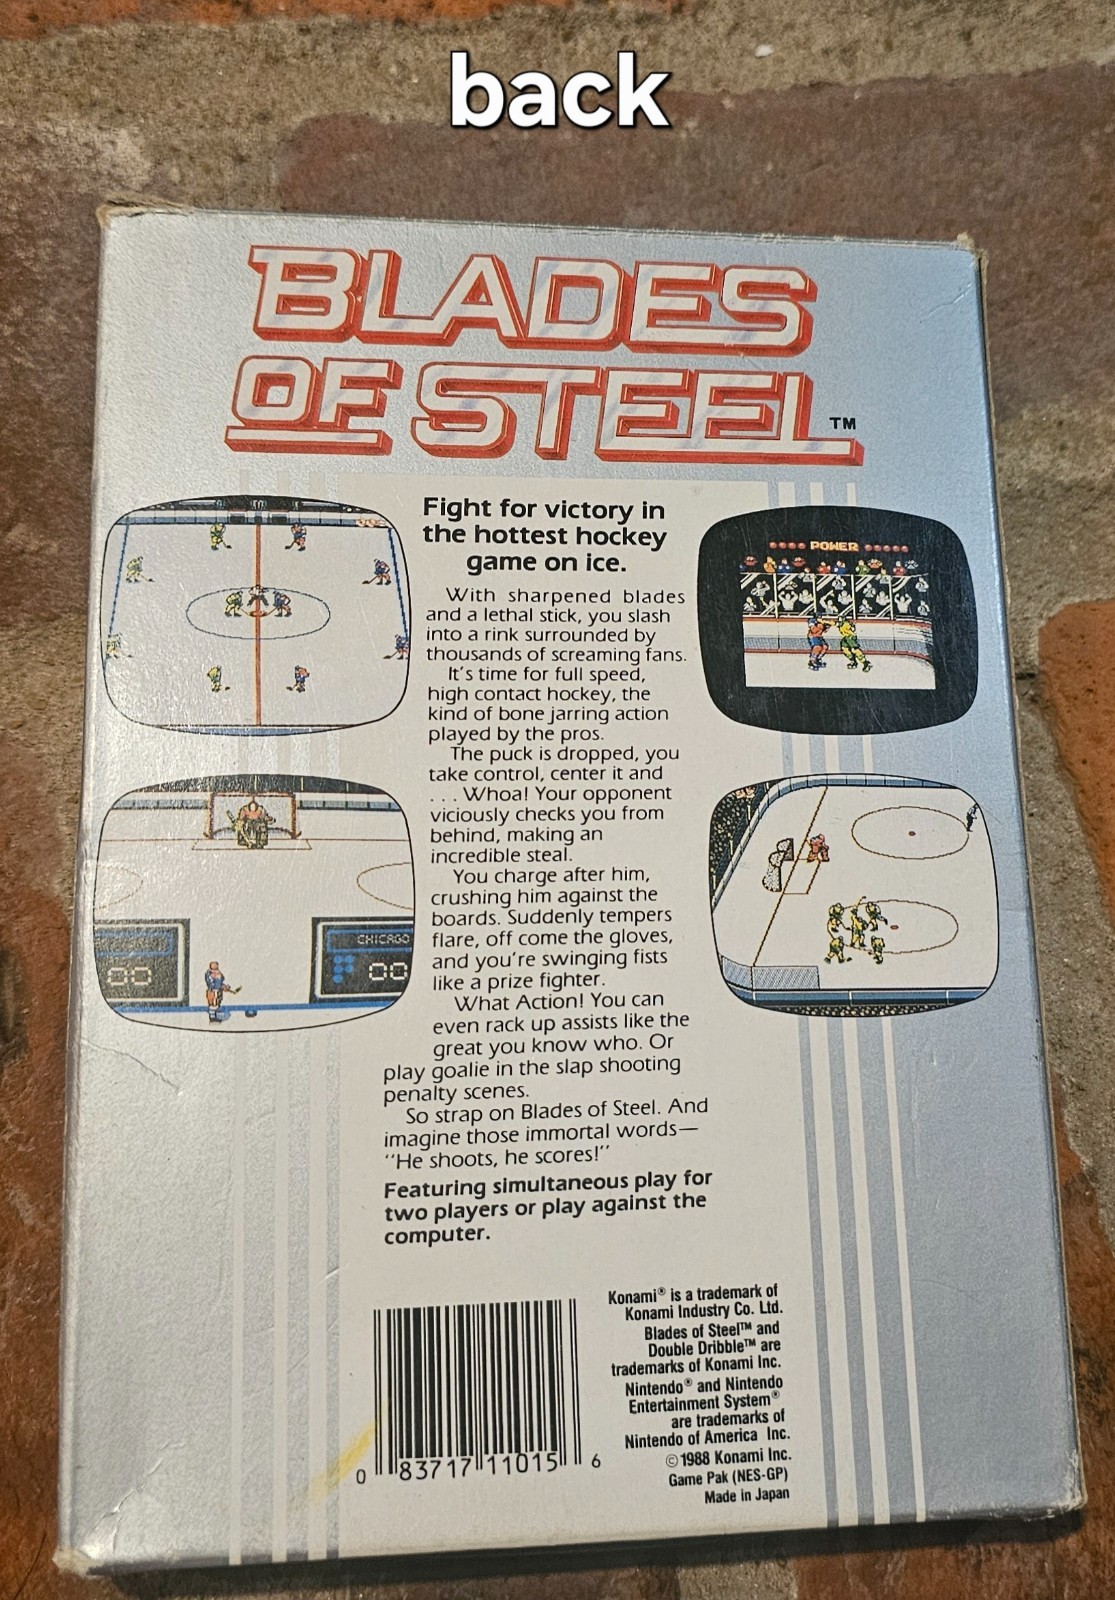 back
BLADES
OF STEEL™
Fight for victory in
the hottest hockey
game on ice.
With sharpened blades
and a lethal stick, you slash
into a rink surrounded by
thousands of screaming fans.
It's time for full speed,
high contact hockey, the
kind of bone jarring action
played by the pros.
The puck is dropped, you
take control, center it and
. . . Whoa! Your opponent
viciously checks you from
behind, making an
incredible steal.
You charge after him,
crushing him against the
boards. Suddenly tempers
flare, off come the gloves,
and you're swinging fists
like a prize fighter.
What Action! You can
even rack up assists like the
great you know who. Or
play goalie in the slap shooting
penalty scenes.
So strap on Blades of Steel. And
imagine those immortal words—
"He shoots, he scores!"
Featuring simultaneous play for
two players or play against the
computer.
POWER
00
CHICAGO
00
0 83717 11015 6
Konami® is a trademark of
Konami Industry Co. Ltd.
Blades of Steel™ and
Double Dribble™ are
trademarks of Konami Inc.
Nintendo® and Nintendo
Entertainment System®
are trademarks of
Nintendo of America Inc.
©1988 Konami Inc.
Game Pak (NES-GP)
Made in Japan